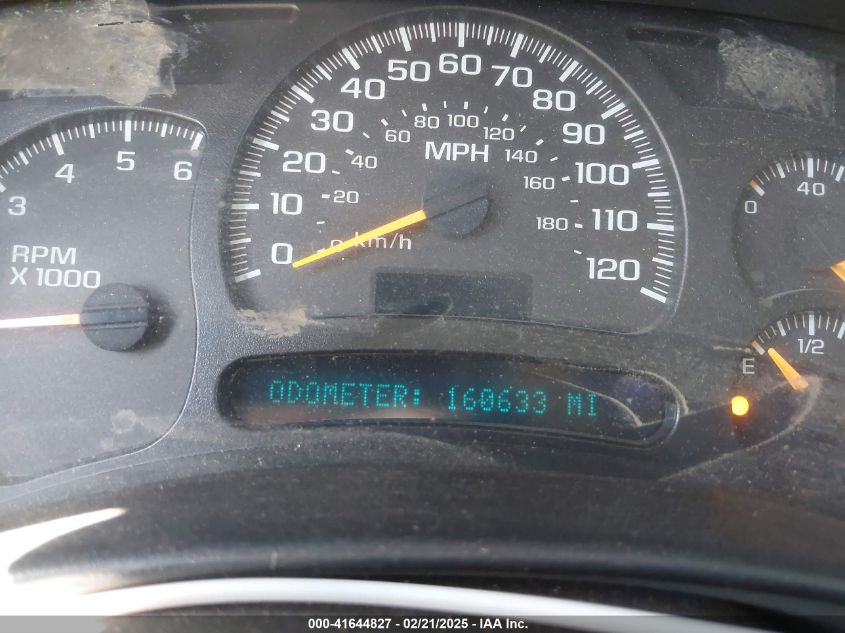 3 4 5 6
RPM
X 1000
0 10 20 30 40 50 60 70 80 90 100 110 120
MPH
0 20 40 60 80 100 120 140 160 180
km/h
0 40
E 1/2
ODOMETER: 160633 MI
000-41644827 - 02/21/2025 - IAA Inc.